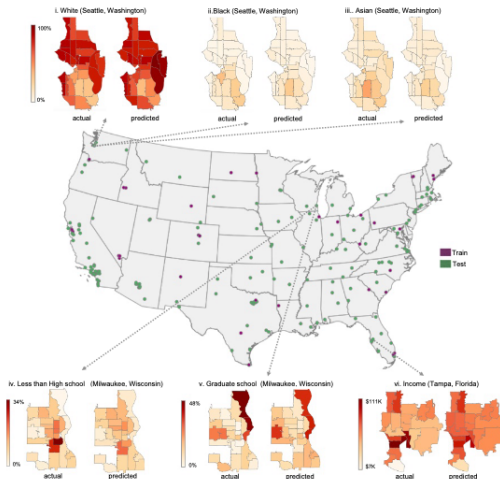 i. White (Seattle, Washington)
ii.Black (Seattle, Washington)
iii.. Asian (Seattle, Washington)
100%
0%
actual predicted
actual predicted
actual predicted
Train
Test
iv. Less than High school (Milwaukee, Wisconsin)
v. Graduate school (Milwaukee, Wisconsin)
vi. Income (Tampa, Florida)
34%
0%
48%
0%
$111K
$7K
actual predicted
actual predicted
actual predicted